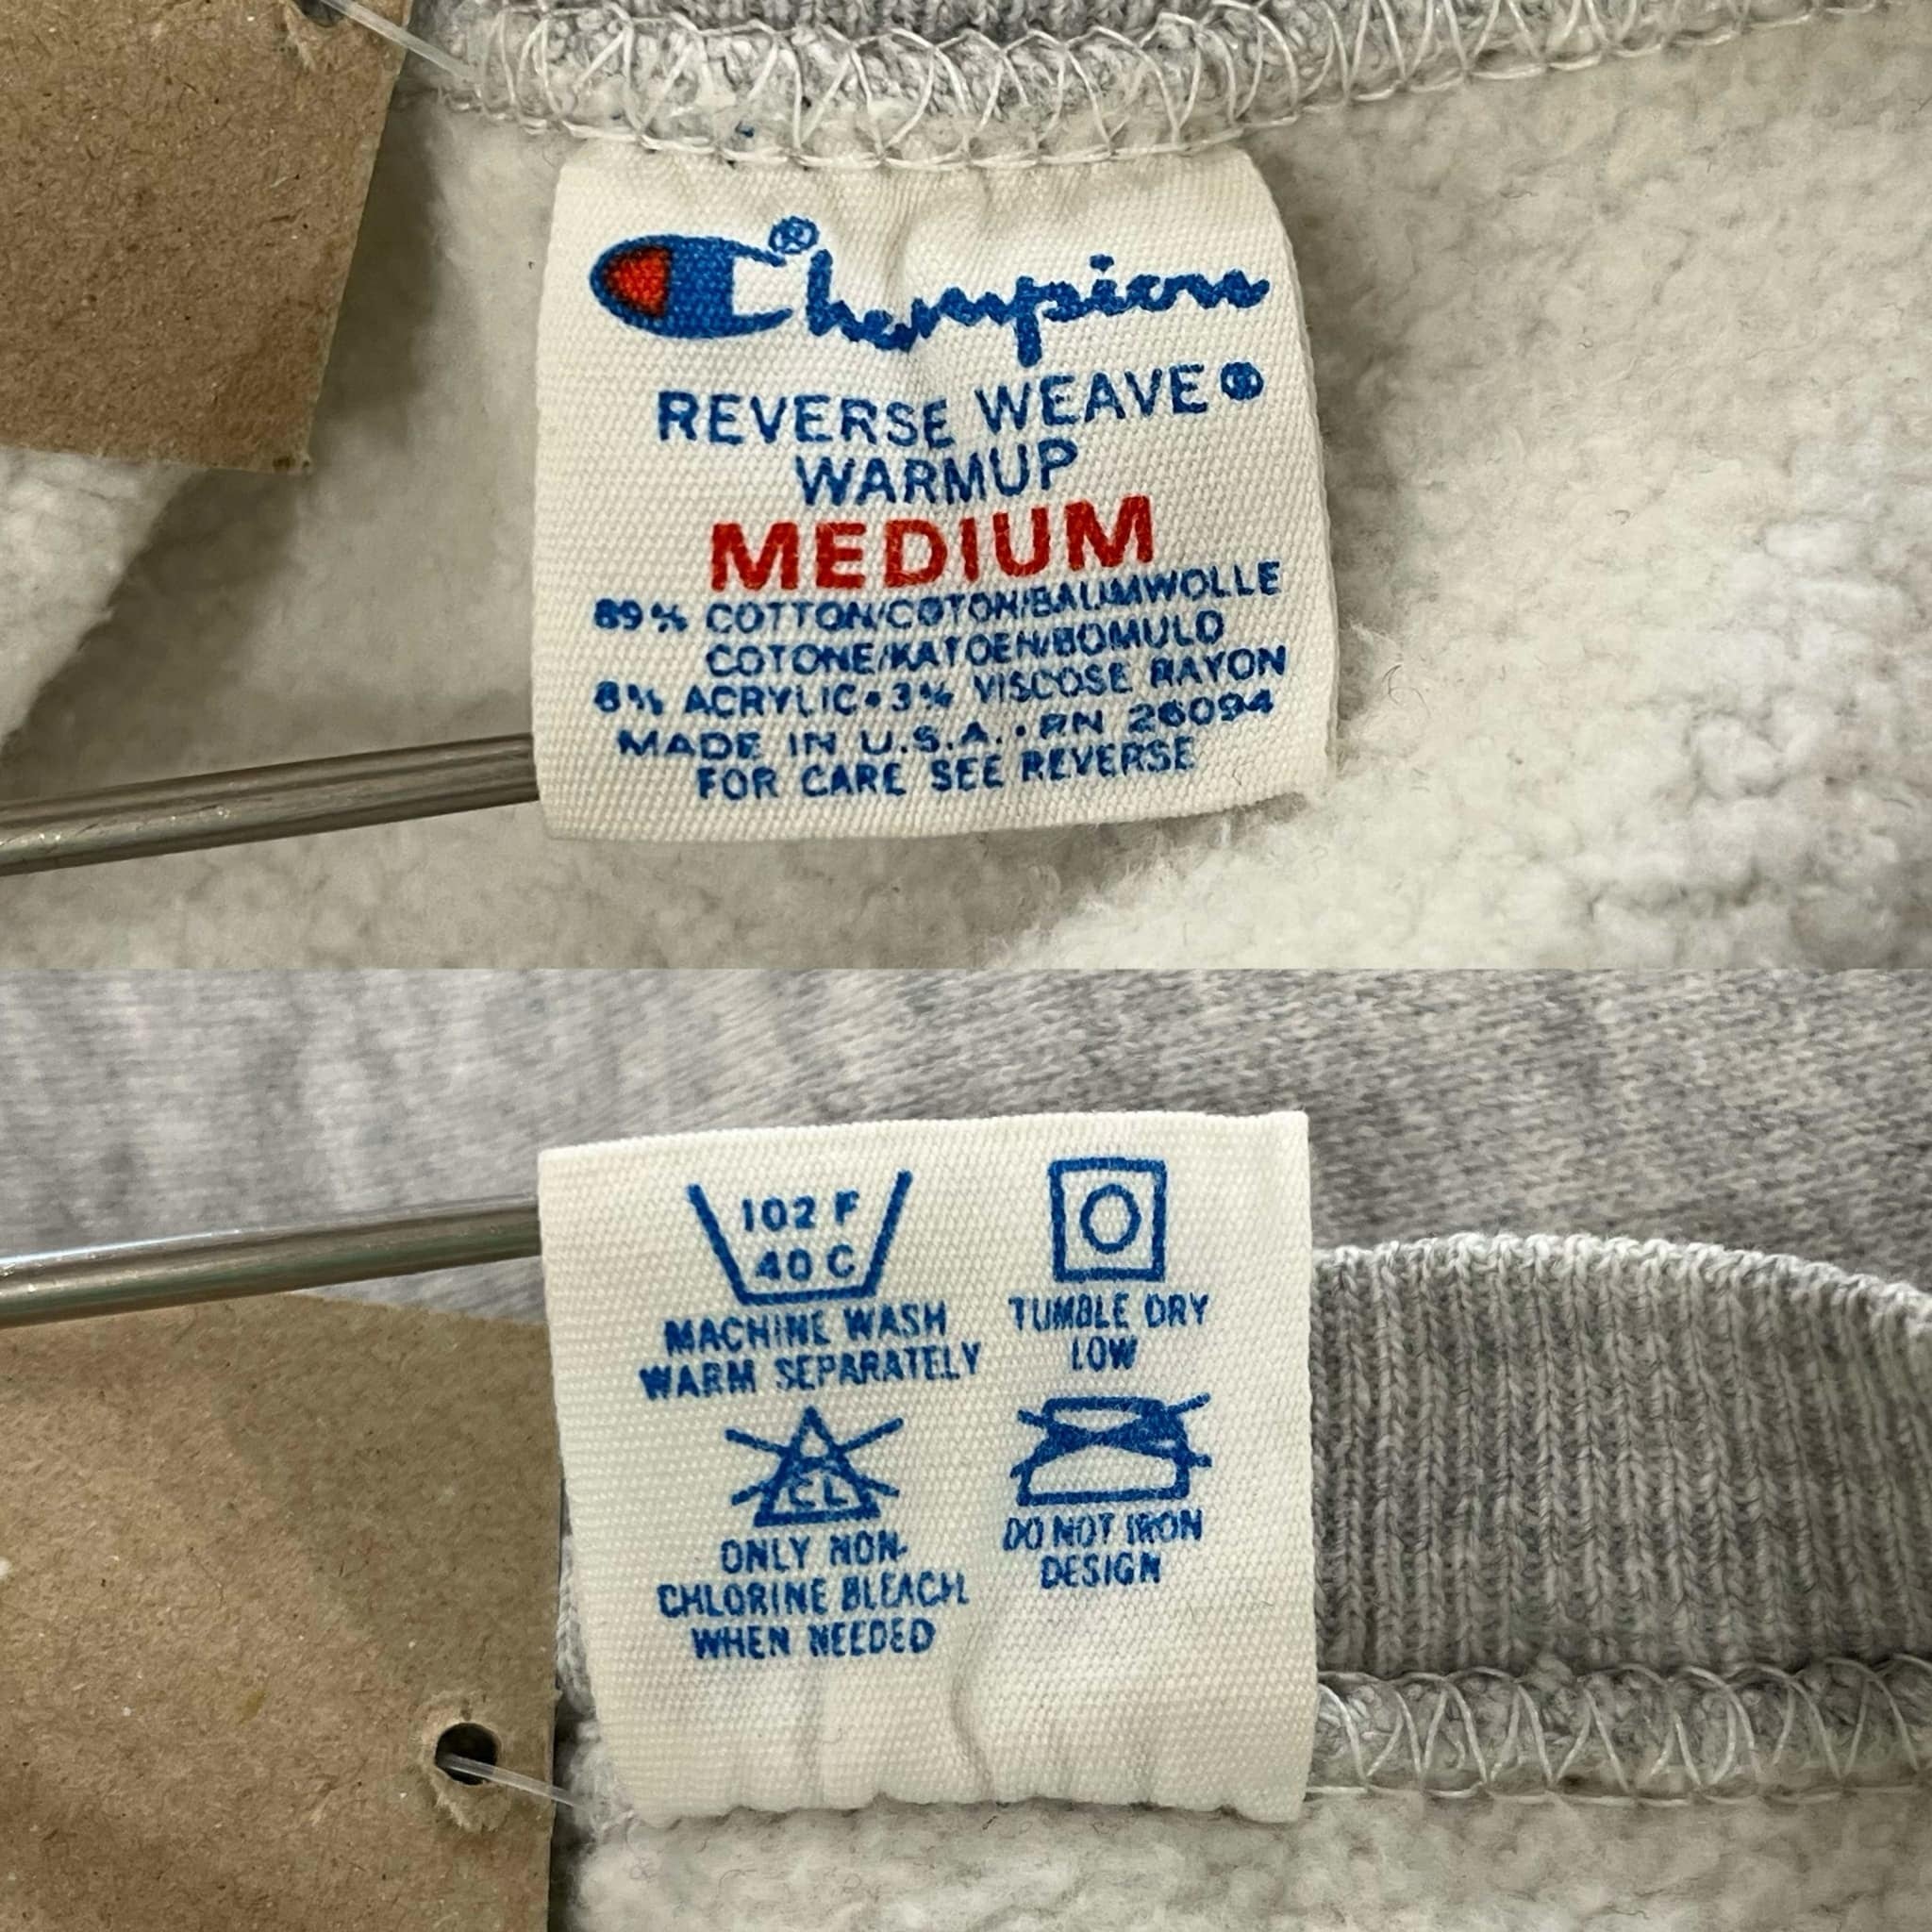 Champion®
REVERSE WEAVE®
WARMUP
MEDIUM
89% COTTON/COTON/BAUMWOLLE
COTONE/KATOEN/BOMULD
8% ACRYLIC • 3% VISCOSE RAYON
MADE IN U.S.A. • RN 26094
FOR CARE SEE REVERSE
102 F
40 C
MACHINE WASH
WARM SEPARATELY
TUMBLE DRY
LOW
CL
ONLY NON-
CHLORINE BLEACH
WHEN NEEDED
DO NOT IRON
DESIGN